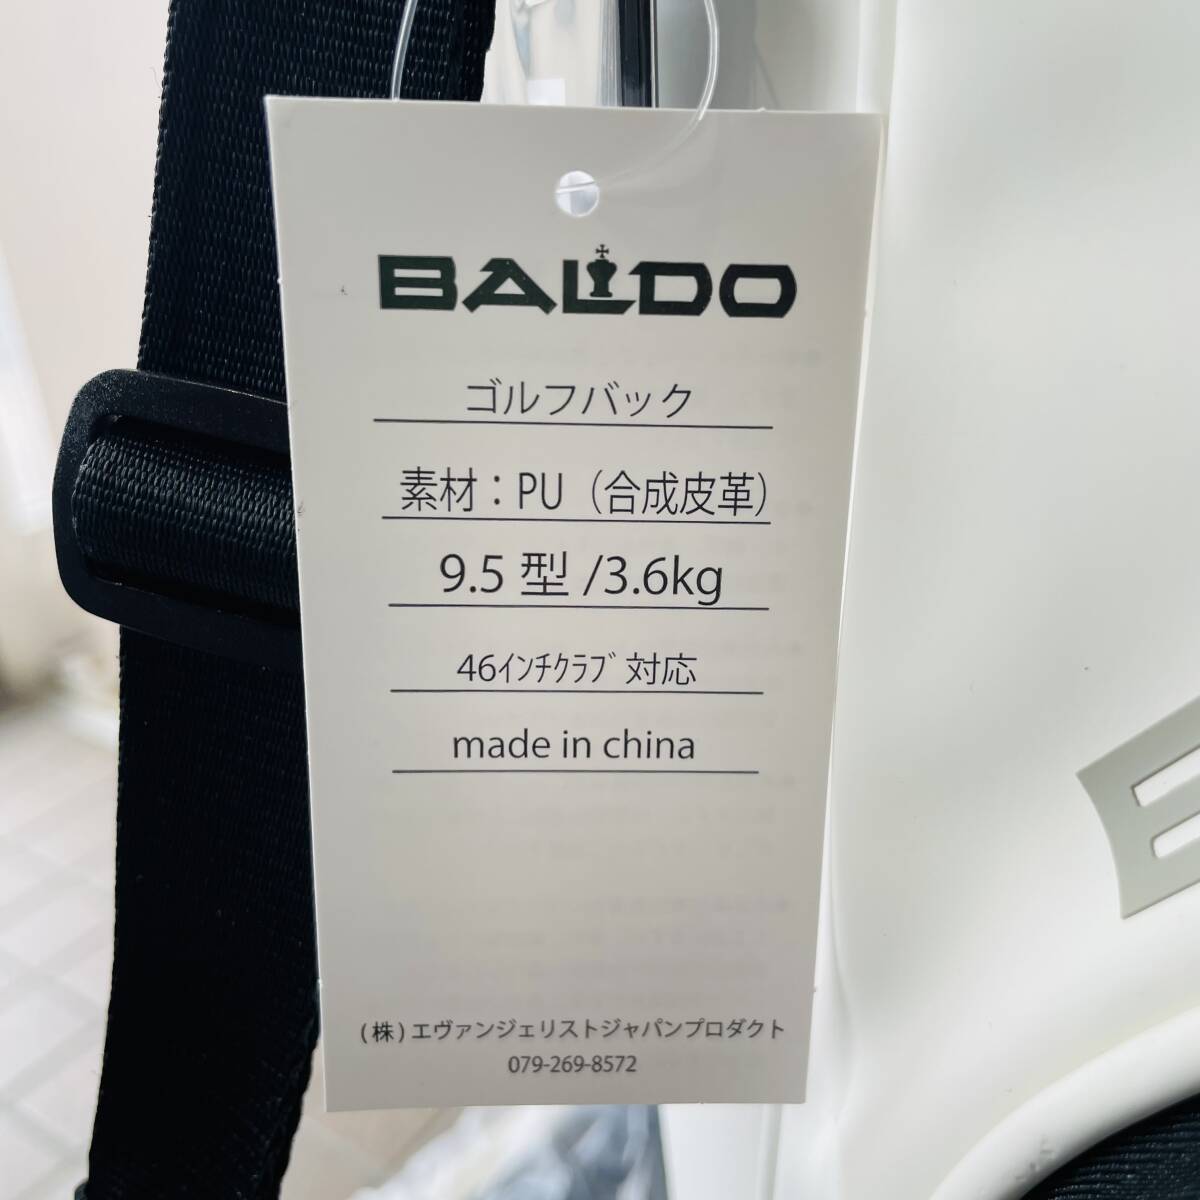 BALDO
ゴルフバック
素材：PU（合成皮革）
9.5型/3.6kg
46ｲﾝﾁｸﾗﾌﾞ対応
made in china
(株)エヴァンジェリストジャパンプロダクト
079-269-8572